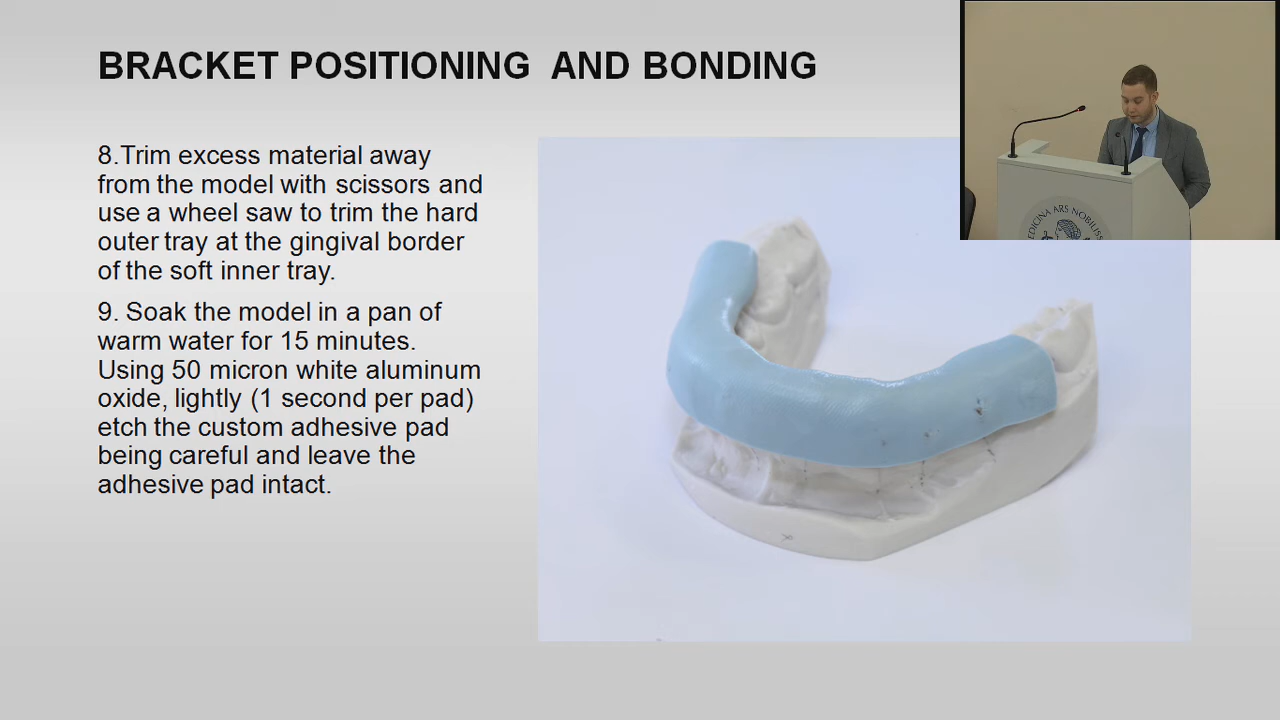 BRACKET POSITIONING AND BONDING
8.Trim excess material away
from the model with scissors and
use a wheel saw to trim the hard
outer tray at the gingival border
of the soft inner tray.
9. Soak the model in a pan of
warm water for 15 minutes.
Using 50 micron white aluminum
oxide, lightly (1 second per pad)
etch the custom adhesive pad
being careful and leave the
adhesive pad intact.
MEDICINA ARS NOBILISS